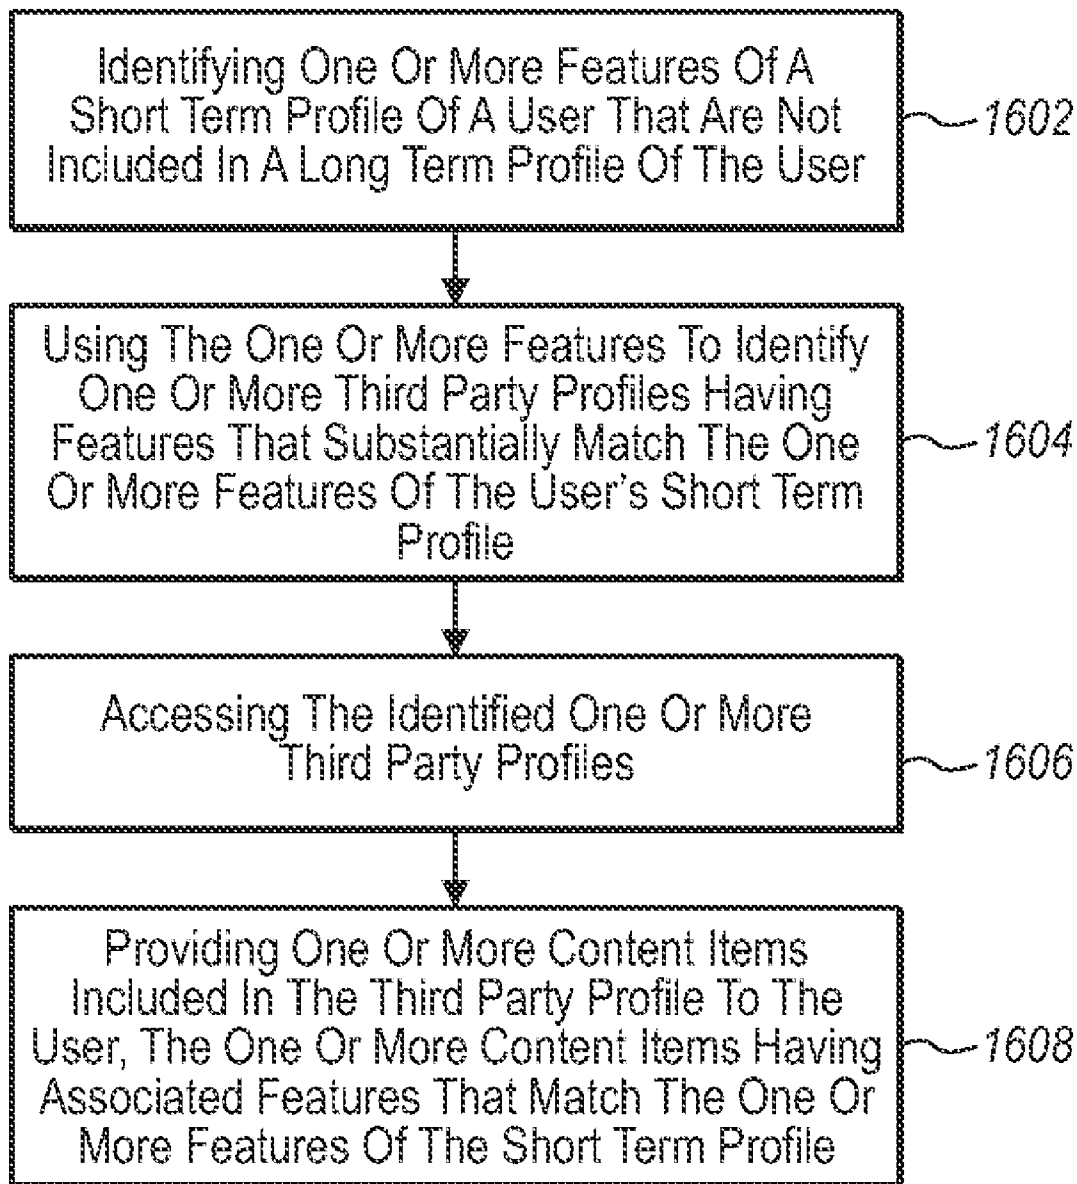 Identifying One Or More Features Of A
Short Term Profile Of A User That Are Not
Included In A Long Term Profile Of The User
1602
Using The One Or More Features To Identify
One Or More Third Party Profiles Having
Features That Substantially Match The One
Or More Features Of The User's Short Term
Profile
1604
Accessing The Identified One Or More
Third Party Profiles
1606
Providing One Or More Content Items
Included In The Third Party Profile To The
User, The One Or More Content Items Having
Associated Features That Match The One Or
More Features Of The Short Term Profile
1608